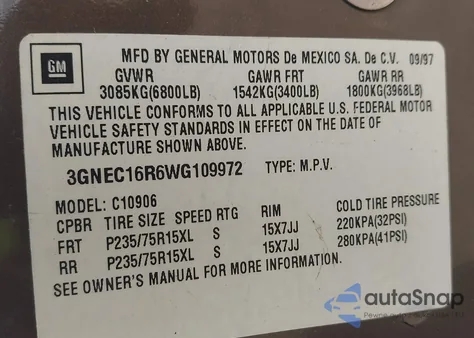 GM
MFD BY GENERAL MOTORS De MEXICO SA. De C.V. 09/97
GVWR GAWR FRT GAWR RR
3085KG(6800LB) 1542KG(3400LB) 1800KG(3968LB)
THIS VEHICLE CONFORMS TO ALL APPLICABLE U.S. FEDERAL MOTOR
VEHICLE SAFETY STANDARDS IN EFFECT ON THE DATE OF
MANUFACTURE SHOWN ABOVE.
3GNEC16R6WG109972 TYPE: M.P.V.
MODEL: C10906
CPBR TIRE SIZE SPEED RTG RIM COLD TIRE PRESSURE
FRT P235/75R15XL S 15X7JJ 220KPA(32PSI)
RR P235/75R15XL S 15X7JJ 280KPA(41PSI)
SEE OWNER'S MANUAL FOR MORE INFORMATION.
autaSnap